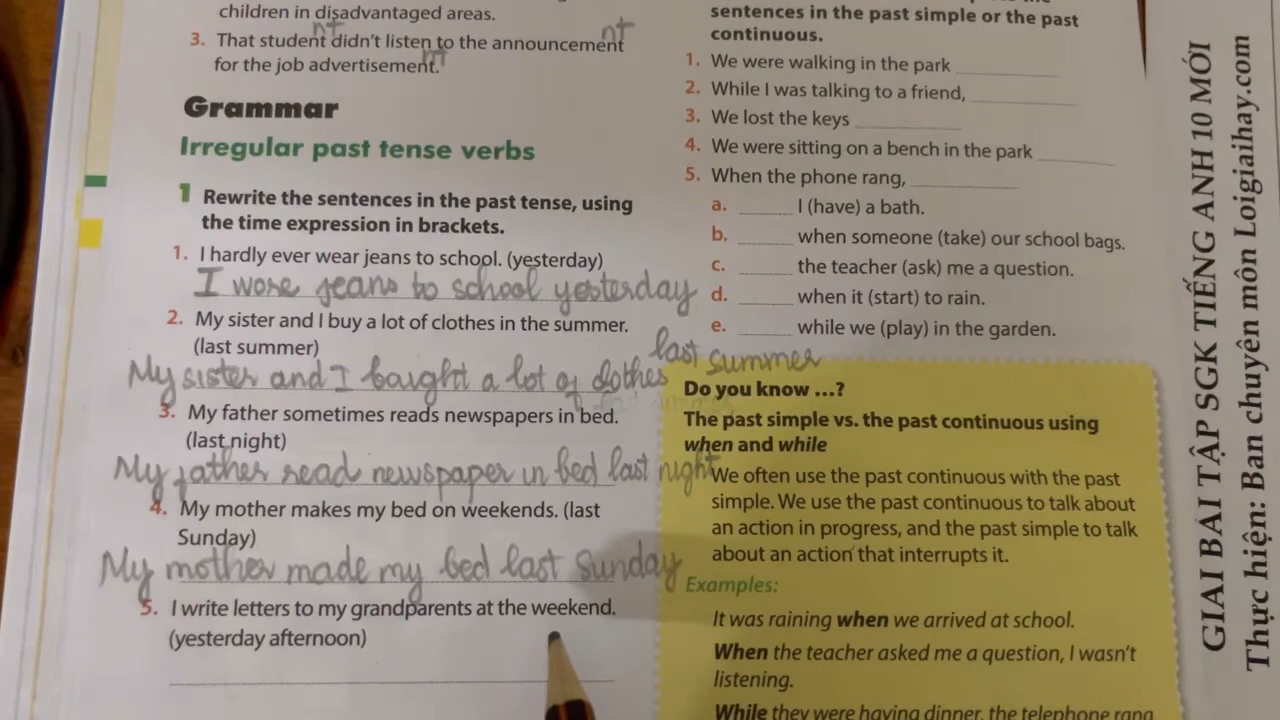 children in disadvantaged areas.
nt nt
3. That student didn't listen to the announcement
nt
for the job advertisement.
Grammar
Irregular past tense verbs
1 Rewrite the sentences in the past tense, using
the time expression in brackets.
1. I hardly ever wear jeans to school. (yesterday)
I wore jeans to school yesterday
2. My sister and I buy a lot of clothes in the summer.
(last summer)
last summer
My sister and I baught a lot of clothes
3. My father sometimes reads newspapers in bed.
(last night)
My father read newspaper in bed last night
4. My mother makes my bed on weekends. (last
Sunday)
My mother made my bed last Sunday
5. I write letters to my grandparents at the weekend.
(yesterday afternoon)
sentences in the past simple or the past
continuous.
1. We were walking in the park
2. While I was talking to a friend,
3. We lost the keys
4. We were sitting on a bench in the park
5. When the phone rang,
a. I (have) a bath.
b. when someone (take) our school bags.
c. the teacher (ask) me a question.
d. when it (start) to rain.
e. while we (play) in the garden.
Do you know ...?
The past simple vs. the past continuous using
when and while
We often use the past continuous with the past
simple. We use the past continuous to talk about
an action in progress, and the past simple to talk
about an action that interrupts it.
Examples:
It was raining when we arrived at school.
When the teacher asked me a question, I wasn't
listening.
While they were having dinner, the telephone rang
GIAI BAI TẬP SGK TIẾNG ANH 10 MỚI
Thực hiện: Ban chuyên môn Loigiaihay.com